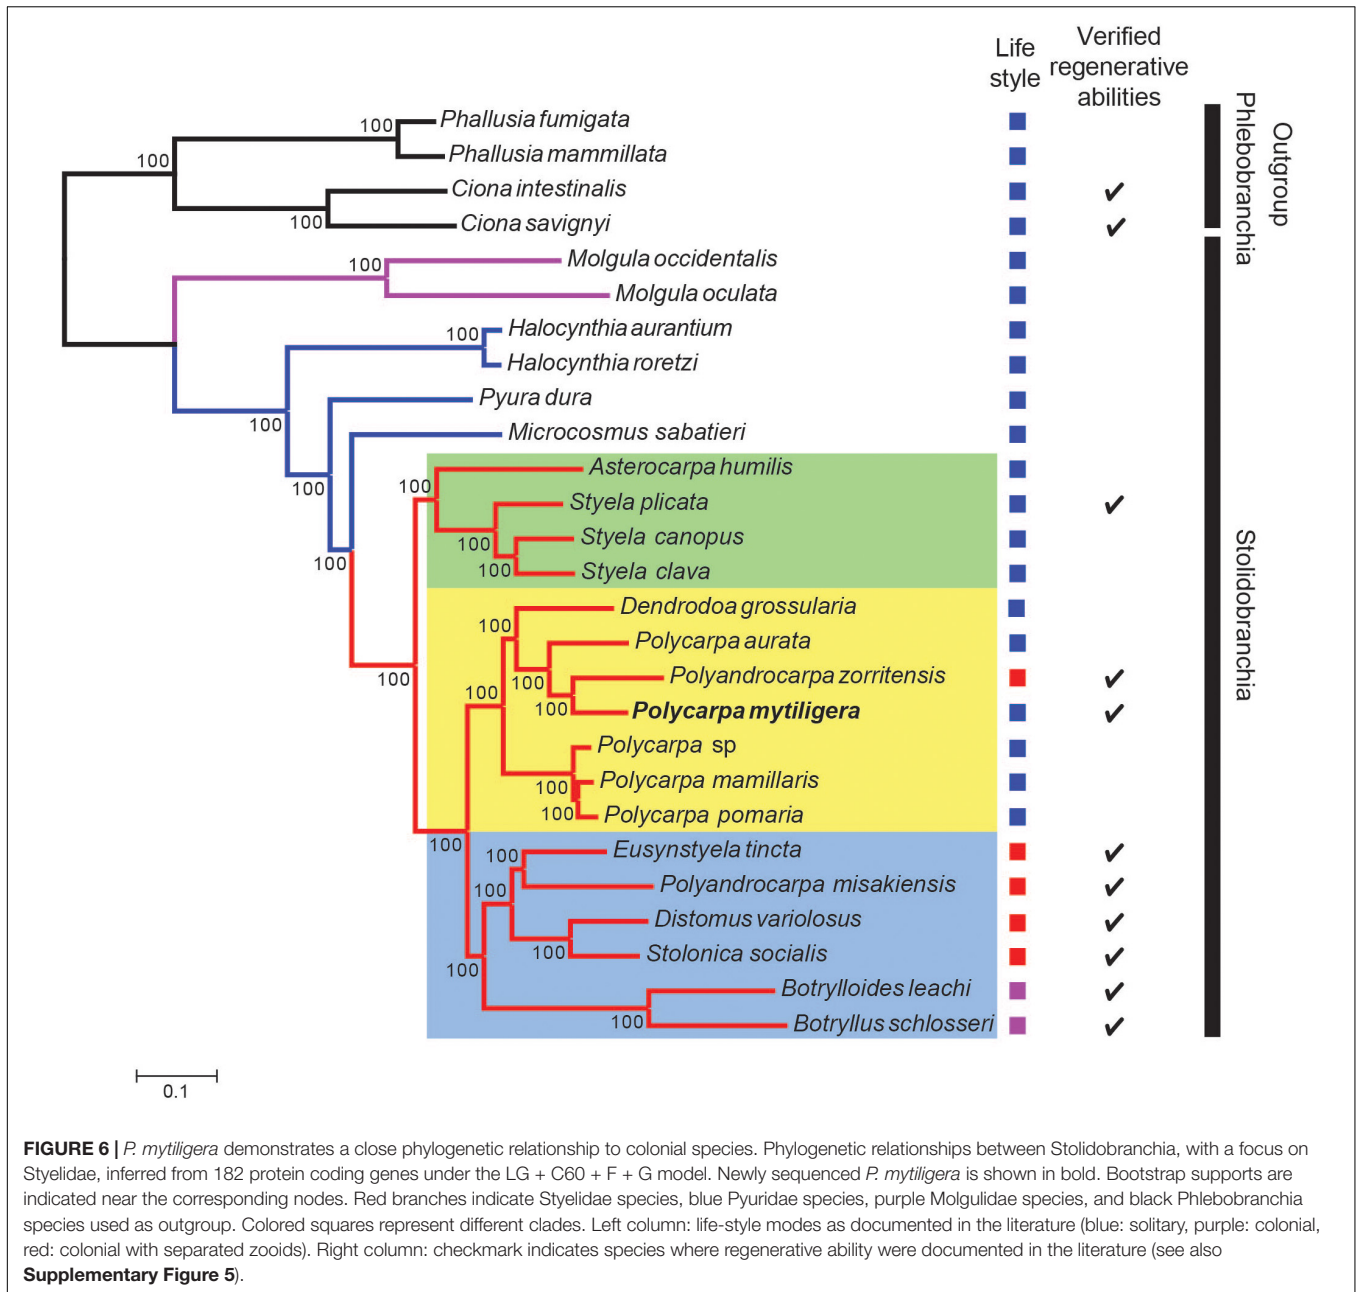 Life
style
Verified
regenerative
abilities
Phlebobranchia
Outgroup
Stolidobranchia
100
Phallusia fumigata
100
Phallusia mammillata
Ciona intestinalis
100
Ciona savignyi
100
Molgula occidentalis
Molgula oculata
100
Halocynthia aurantium
Halocynthia roretzi
Pyura dura
100
Microcosmus sabatieri
100
Asterocarpa humilis
100
Styela plicata
100
Styela canopus
100
Styela clava
100
Dendrodoa grossularia
100
Polycarpa aurata
100
Polyandrocarpa zorritensis
100
100
Polycarpa mytiligera
100
Polycarpa sp
100
Polycarpa mamillaris
100
Polycarpa pomaria
100
Eusynstyela tincta
100
Polyandrocarpa misakiensis
100
Distomus variolosus
100
Stolonica socialis
100
Botrylloides leachi
100
Botryllus schlosseri
0.1
FIGURE 6 | P. mytiligera demonstrates a close phylogenetic relationship to colonial species. Phylogenetic relationships between Stolidobranchia, with a focus on
Styelidae, inferred from 182 protein coding genes under the LG + C60 + F + G model. Newly sequenced P. mytiligera is shown in bold. Bootstrap supports are
indicated near the corresponding nodes. Red branches indicate Styelidae species, blue Pyuridae species, purple Molgulidae species, and black Phlebobranchia
species used as outgroup. Colored squares represent different clades. Left column: life-style modes as documented in the literature (blue: solitary, purple: colonial,
red: colonial with separated zooids). Right column: checkmark indicates species where regenerative ability were documented in the literature (see also
Supplementary Figure 5).